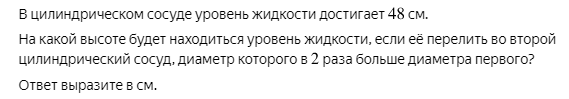 В цилиндрическом сосуде уровень жидкости достигает 48 см.
На какой высоте будет находиться уровень жидкости, если её перелить во второй
цилиндрический сосуд, диаметр которого в 2 раза больше диаметра первого?
Ответ выразите в см.